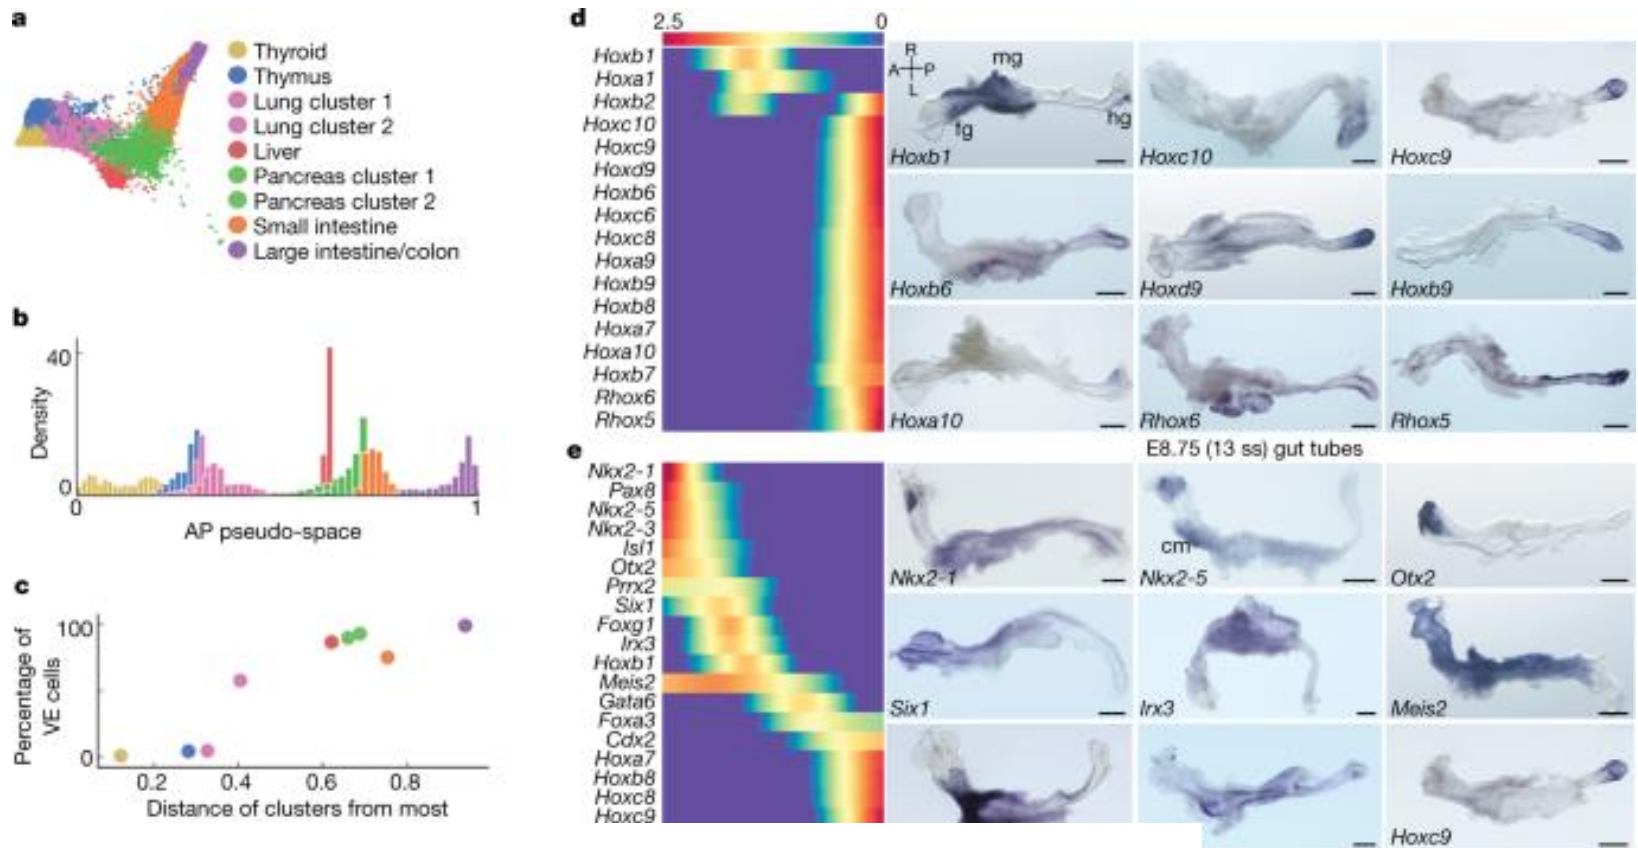 a
Thyroid
Thymus
Lung cluster 1
Lung cluster 2
Liver
Pancreas cluster 1
Pancreas cluster 2
Small intestine
Large intestine/colon
b
40
0
Density
0
1
AP pseudo-space
c
100
0
Percentage of
VE cells
0.2 0.4 0.6 0.8
Distance of clusters from most
d
2.5 0
Hoxb1
Hoxa1
Hoxb2
Hoxc10
Hoxc9
Hoxd9
Hoxb6
Hoxc6
Hoxc8
Hoxa9
Hoxb9
Hoxb8
Hoxa7
Hoxa10
Hoxb7
Rhox6
Rhox5
R
A P
L
mg
fg
hg
Hoxb1
Hoxc10
Hoxc9
Hoxb6
Hoxd9
Hoxb9
Hoxa10
Rhox6
Rhox5
E8.75 (13 ss) gut tubes
e
Nkx2-1
Pax8
Nkx2-5
Nkx2-3
Isl1
Otx2
Prrx2
Six1
Foxg1
Irx3
Hoxb1
Meis2
Gata6
Foxa3
Cdx2
Hoxa7
Hoxb8
Hoxc8
Hoxc9
Nkx2-1
cm
Nkx2-5
Otx2
Six1
Irx3
Meis2
Hoxc9